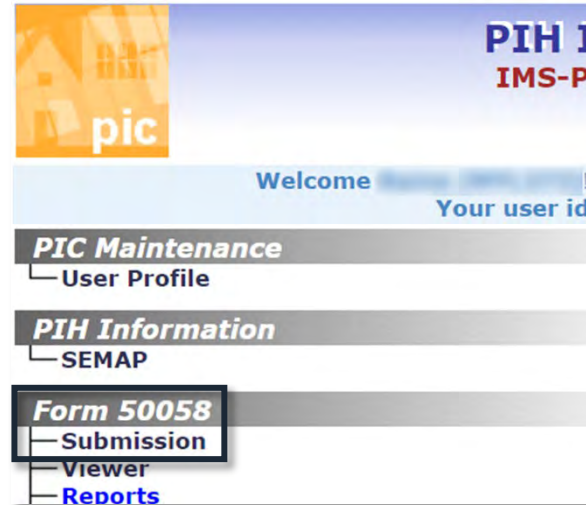 PIH I
IMS-P
pic
Welcome
Your user id
PIC Maintenance
User Profile
PIH Information
SEMAP
Form 50058
Submission
Viewer
Reports